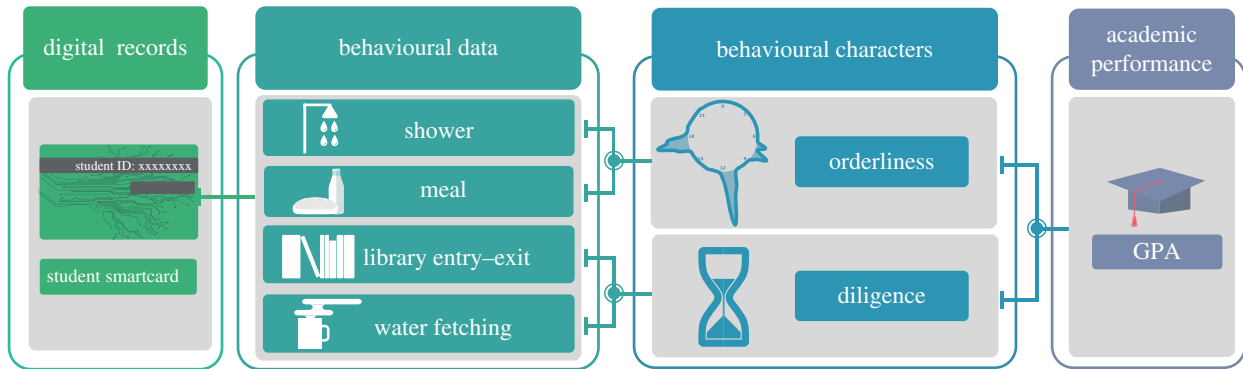 digital records
student ID: xxxxxxxx
student smartcard
behavioural data
shower
meal
library entry–exit
water fetching
behavioural characters
orderliness
diligence
academic
performance
GPA